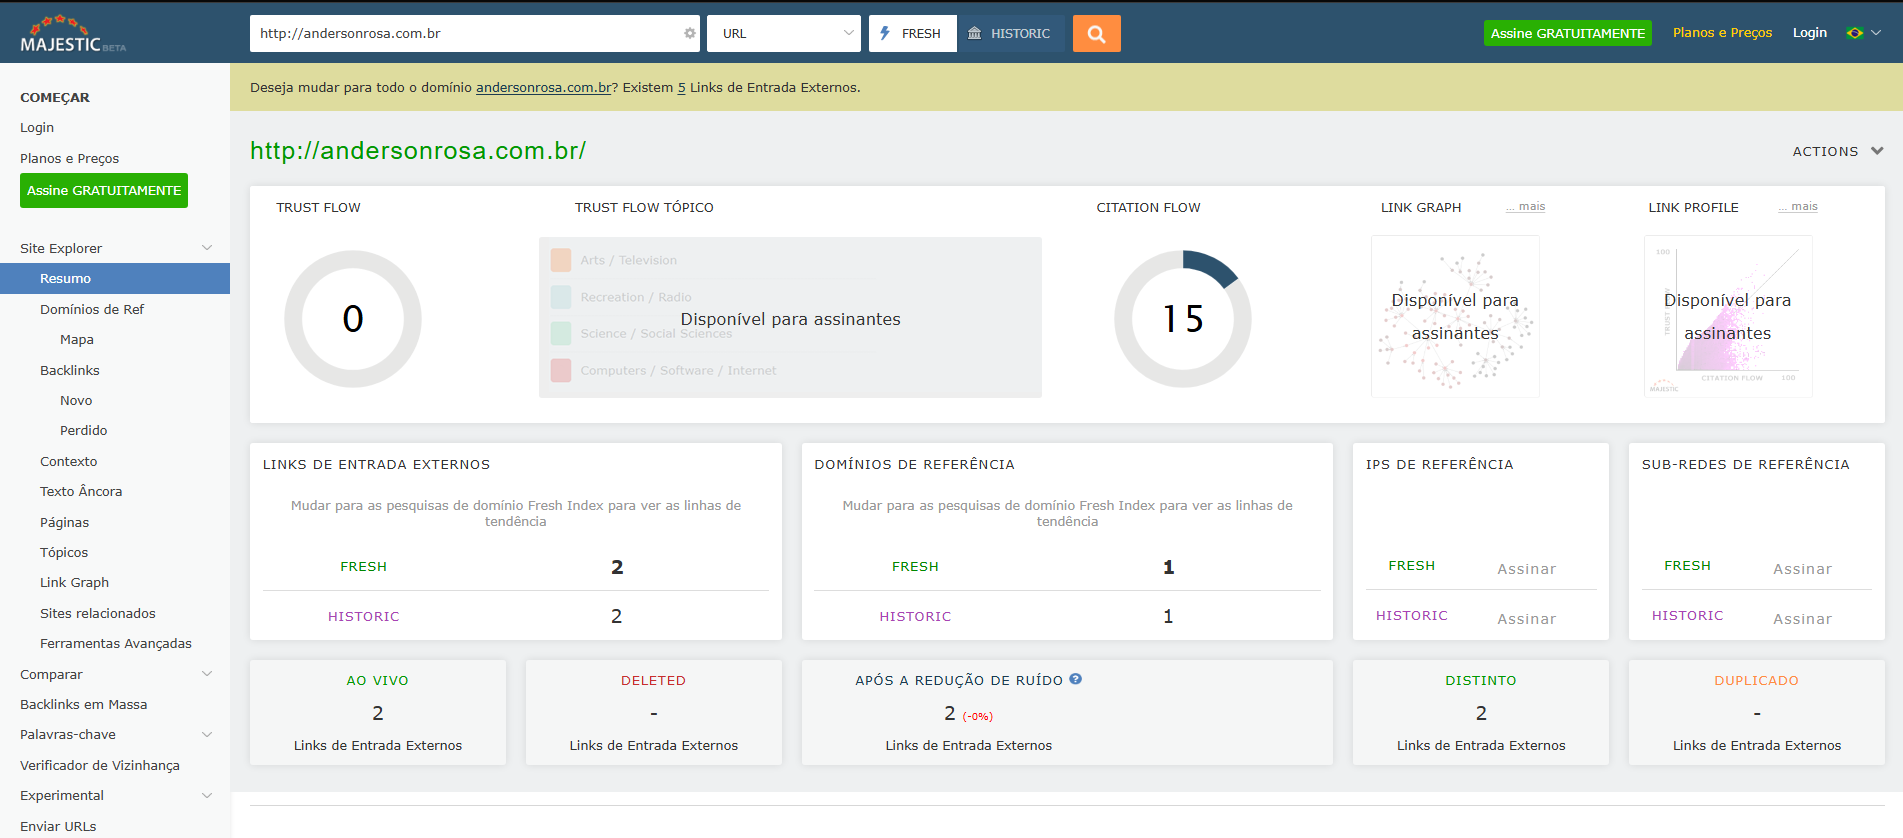 MAJESTIC BETA
http://andersonrosa.com.br
URL
FRESH
HISTORIC
Assine GRATUITAMENTE
Planos e Preços
Login
COMEÇAR
Login
Planos e Preços
Assine GRATUITAMENTE
Site Explorer
Resumo
Domínios de Ref
Mapa
Backlinks
Novo
Perdido
Contexto
Texto Âncora
Páginas
Tópicos
Link Graph
Sites relacionados
Ferramentas Avançadas
Comparar
Backlinks em Massa
Palavras-chave
Verificador de Vizinhança
Experimental
Enviar URLs
Deseja mudar para todo o domínio andersonrosa.com.br? Existem 5 Links de Entrada Externos.
http://andersonrosa.com.br/
ACTIONS
TRUST FLOW
0
TRUST FLOW TÓPICO
Arts / Television
Recreation / Radio
Science / Social Sciences
Computers / Software / Internet
Disponível para assinantes
CITATION FLOW
15
LINK GRAPH
... mais
Disponível para
assinantes
LINK PROFILE
... mais
100
TRUST FLOW
Disponível para
assinantes
CITATION FLOW
100
MAJESTIC
LINKS DE ENTRADA EXTERNOS
Mudar para as pesquisas de domínio Fresh Index para ver as linhas de
tendência
FRESH 2
HISTORIC 2
DOMÍNIOS DE REFERÊNCIA
Mudar para as pesquisas de domínio Fresh Index para ver as linhas de
tendência
FRESH 1
HISTORIC 1
IPS DE REFERÊNCIA
FRESH Assinar
HISTORIC Assinar
SUB-REDES DE REFERÊNCIA
FRESH Assinar
HISTORIC Assinar
AO VIVO
2
Links de Entrada Externos
DELETED
-
Links de Entrada Externos
APÓS A REDUÇÃO DE RUÍDO ?
2 (-0%)
Links de Entrada Externos
DISTINTO
2
Links de Entrada Externos
DUPLICADO
-
Links de Entrada Externos